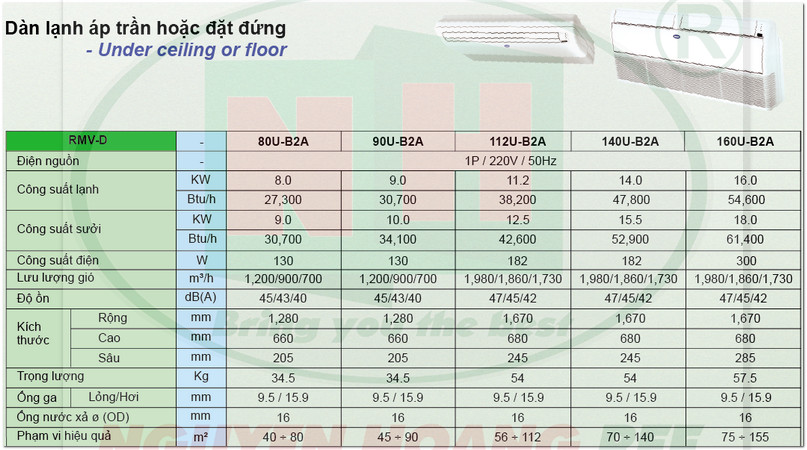 Dàn lạnh áp trần hoặc đặt đứng
- Under ceiling or floor
RMV-D - 80U-B2A 90U-B2A 112U-B2A 140U-B2A 160U-B2A
Điện nguồn - 1P / 220V / 50Hz
Công suất lạnh KW 8.0 9.0 11.2 14.0 16.0
Btu/h 27,300 30,700 38,200 47,800 54,600
Công suất sưởi KW 9.0 10.0 12.5 15.5 18.0
Btu/h 30,700 34,100 42,600 52,900 61,400
Công suất điện W 130 130 182 182 300
Lưu lượng gió m³/h 1,200/900/700 1,200/900/700 1,980/1,860/1,730 1,980/1,860/1,730 1,980/1,860/1,730
Độ ồn dB(A) 45/43/40 45/43/40 47/45/42 47/45/42 47/45/42
Kích thước Rộng mm 1,280 1,280 1,670 1,670 1,670
Cao mm 660 660 680 680 680
Sâu mm 205 205 245 245 285
Trọng lượng Kg 34.5 34.5 54 54 57.5
Ống ga Lỏng/Hơi mm 9.5 / 15.9 9.5 / 15.9 9.5 / 15.9 9.5 / 15.9 9.5 / 15.9
Ống nước xả ø (OD) mm 16 16 16 16 16
Phạm vi hiệu quả m² 40 ÷ 80 45 ÷ 90 56 ÷ 112 70 ÷ 140 75 ÷ 155
NH
®
Bring you the best
NGUYEN HOANG REE